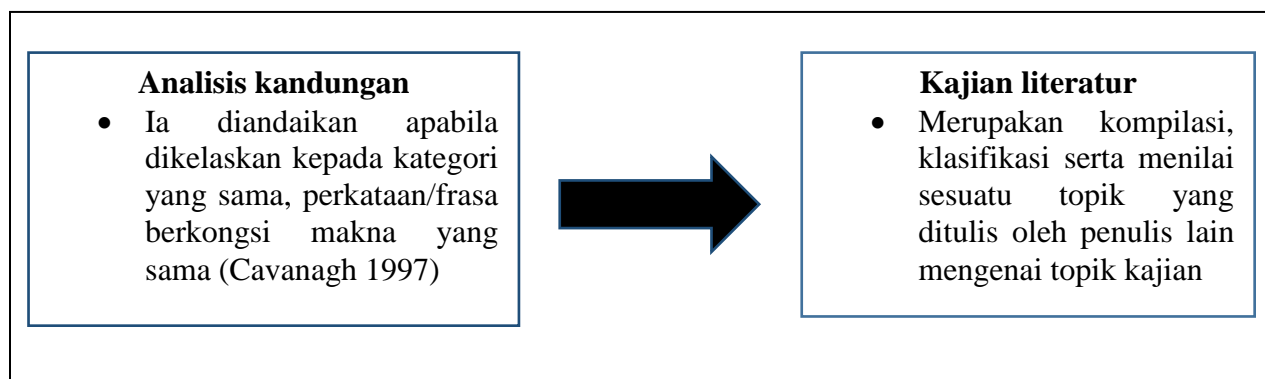 Analisis kandungan
• Ia diandaikan apabila
dikelaskan kepada kategori
yang sama, perkataan/frasa
berkongsi makna yang
sama (Cavanagh 1997)
Kajian literatur
• Merupakan kompilasi,
klasifikasi serta menilai
sesuatu topik yang
ditulis oleh penulis lain
mengenai topik kajian